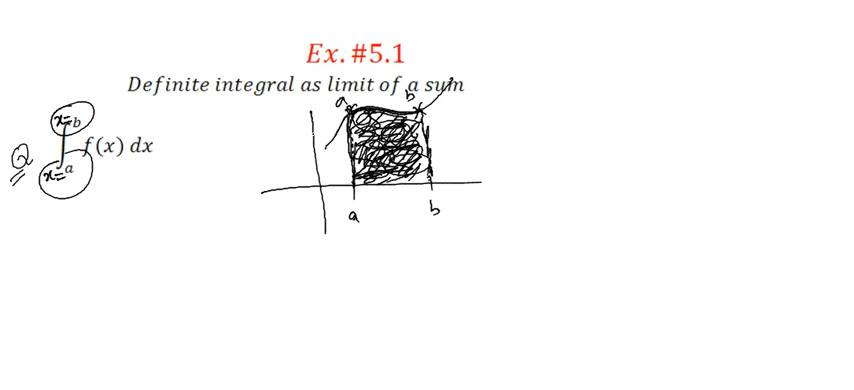 Ex. #5.1
Definite integral as limit of a sum
a b
x=b
Q ∫ f(x) dx
x=a
a b